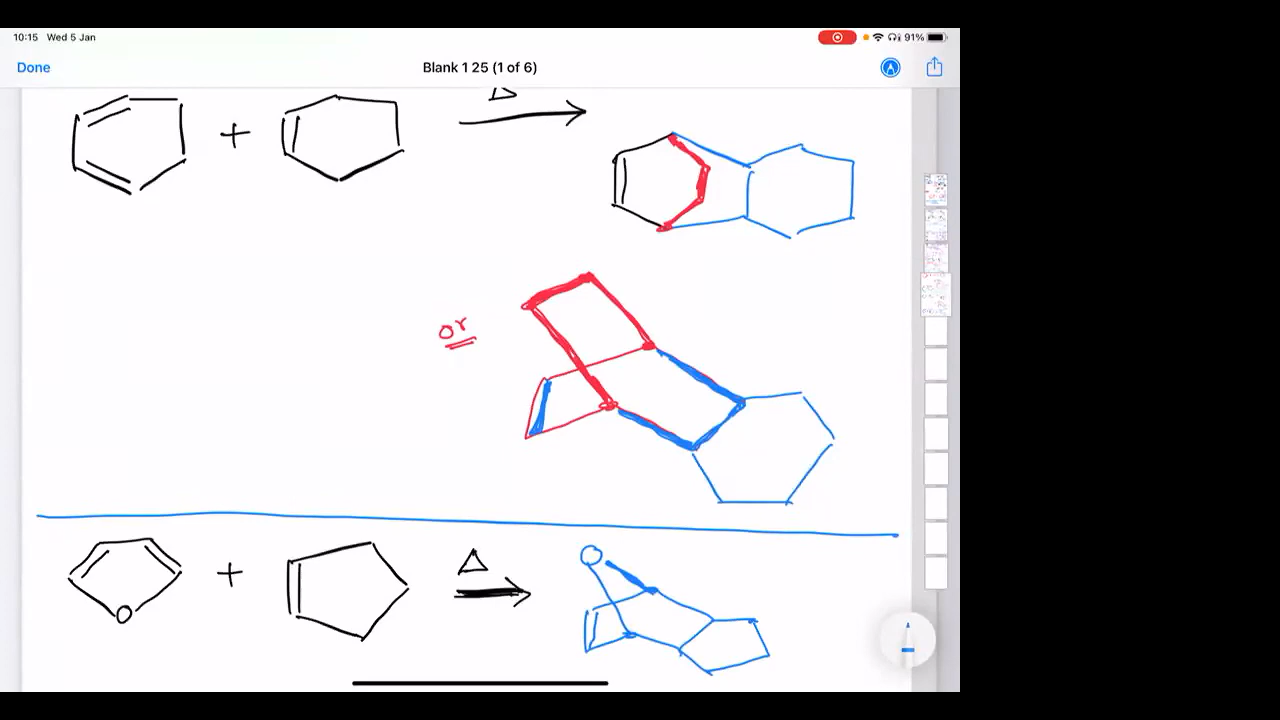 10:15 Wed 5 Jan
91%
Done
Blank 1 25 (1 of 6)
+
Δ
or
+
Δ
O
O